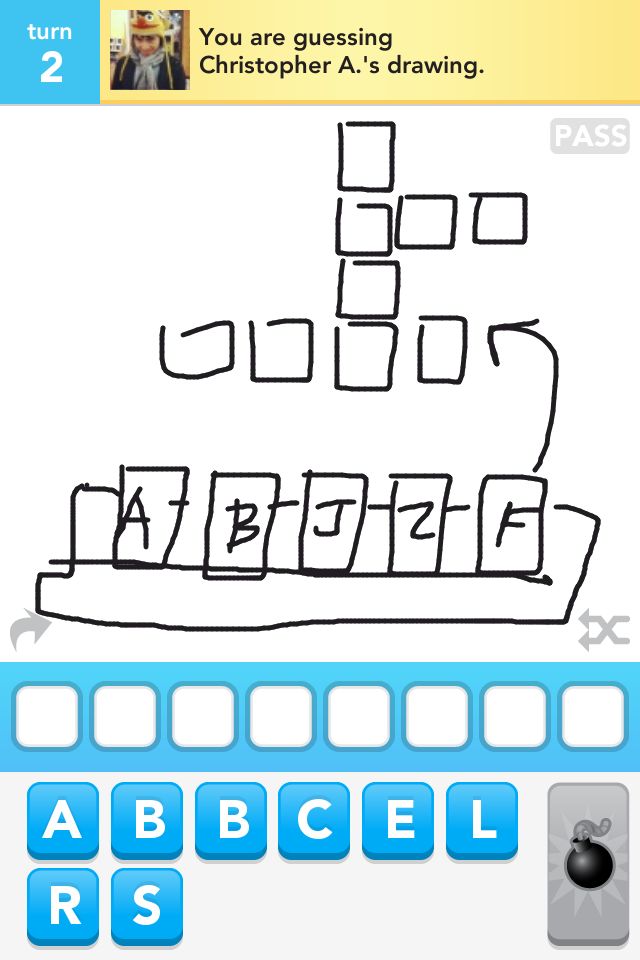 turn
2
You are guessing
Christopher A.'s drawing.
PASS
A B J Z F
A B B C E L
R S